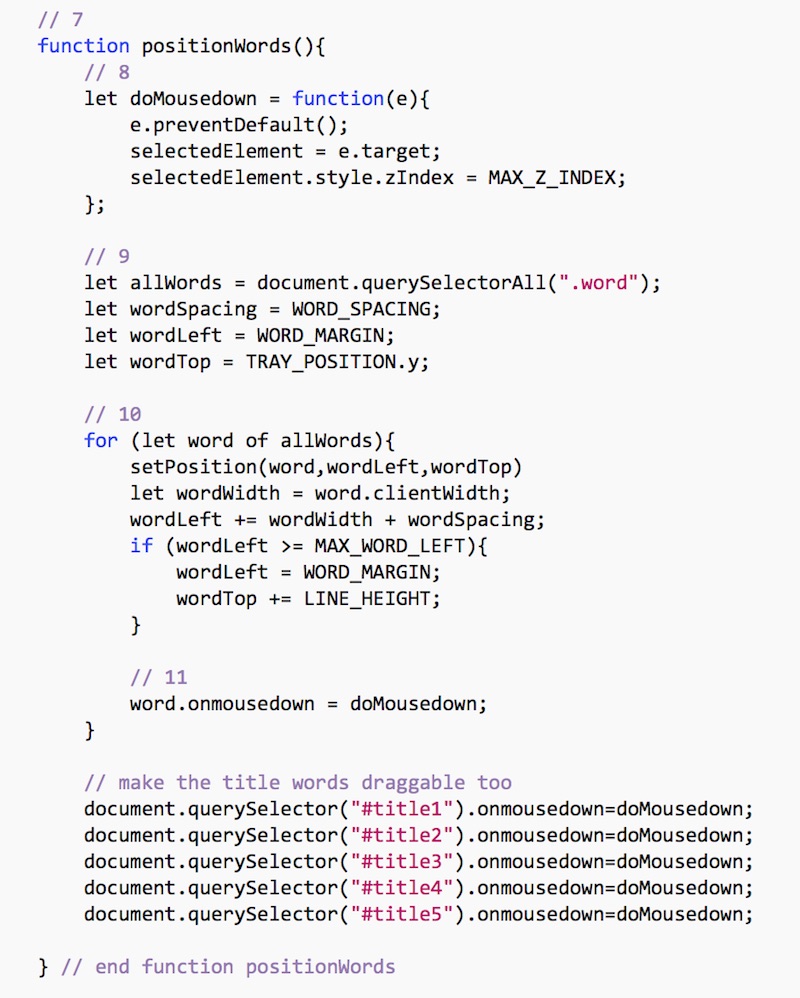 // 7
function positionWords(){
    // 8
    let doMousedown = function(e){
        e.preventDefault();
        selectedElement = e.target;
        selectedElement.style.zIndex = MAX_Z_INDEX;
    };

    // 9
    let allWords = document.querySelectorAll(".word");
    let wordSpacing = WORD_SPACING;
    let wordLeft = WORD_MARGIN;
    let wordTop = TRAY_POSITION.y;

    // 10
    for (let word of allWords){
        setPosition(word,wordLeft,wordTop)
        let wordWidth = word.clientWidth;
        wordLeft += wordWidth + wordSpacing;
        if (wordLeft >= MAX_WORD_LEFT){
            wordLeft = WORD_MARGIN;
            wordTop += LINE_HEIGHT;
        }

        // 11
        word.onmousedown = doMousedown;
    }

    // make the title words draggable too
    document.querySelector("#title1").onmousedown=doMousedown;
    document.querySelector("#title2").onmousedown=doMousedown;
    document.querySelector("#title3").onmousedown=doMousedown;
    document.querySelector("#title4").onmousedown=doMousedown;
    document.querySelector("#title5").onmousedown=doMousedown;

} // end function positionWords